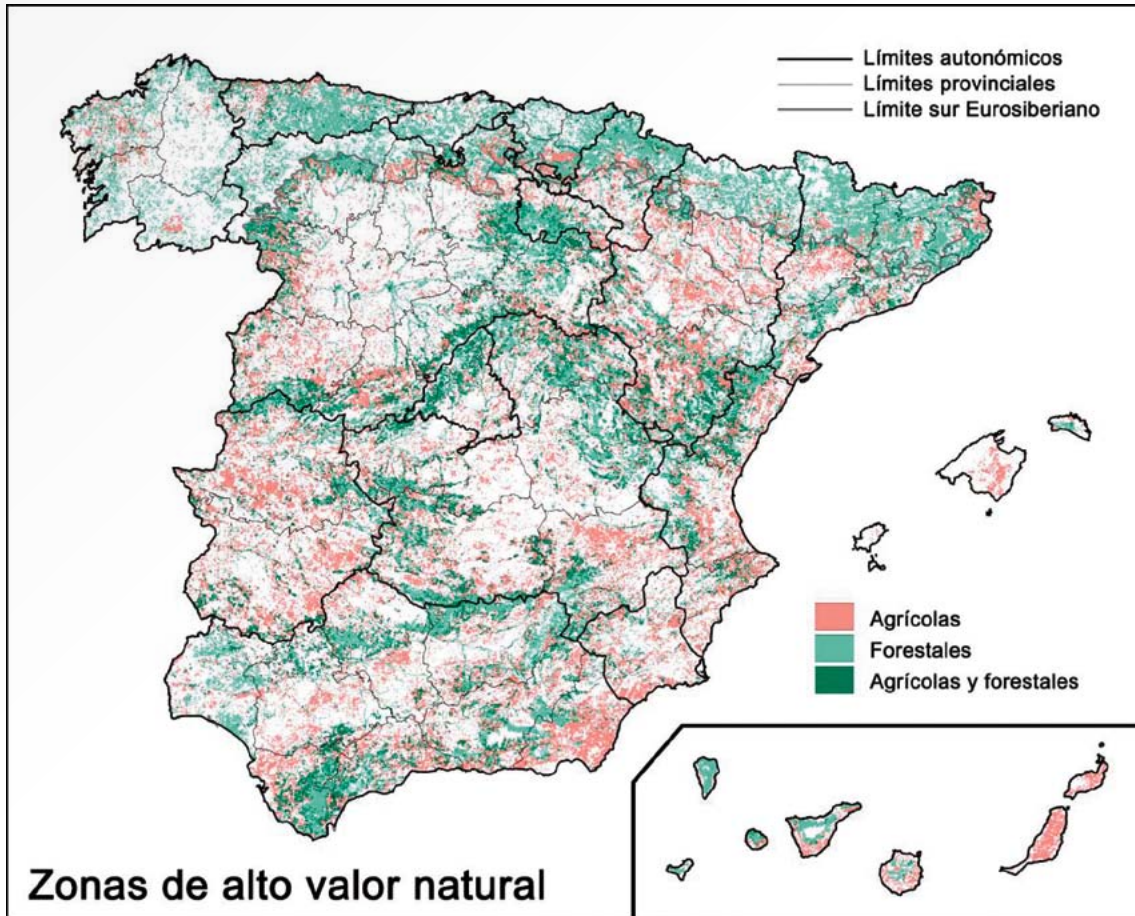 Límites autonómicos
Límites provinciales
Límite sur Eurosiberiano
Agrícolas
Forestales
Agrícolas y forestales
Zonas de alto valor natural